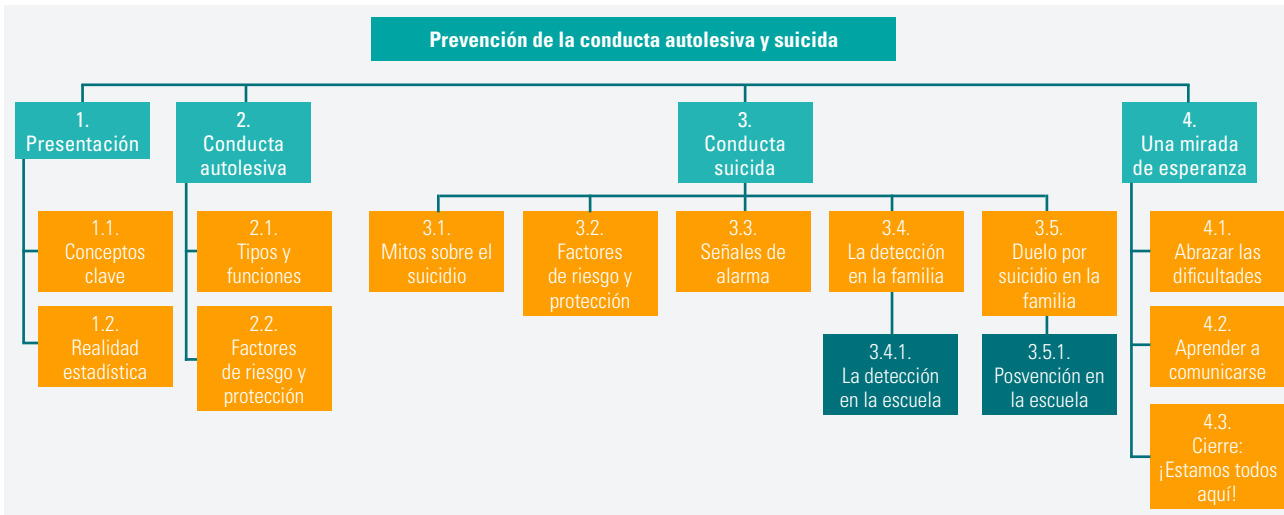 Prevención de la conducta autolesiva y suicida
1.
Presentación
1.1.
Conceptos
clave
1.2.
Realidad
estadística
2.
Conducta
autolesiva
2.1.
Tipos y
funciones
2.2.
Factores
de riesgo y
protección
3.
Conducta
suicida
3.1.
Mitos sobre el
suicidio
3.2.
Factores
de riesgo y
protección
3.3.
Señales de
alarma
3.4.
La detección
en la familia
3.4.1.
La detección
en la escuela
3.5.
Duelo por
suicidio en la
familia
3.5.1.
Posvención en
la escuela
4.
Una mirada
de esperanza
4.1.
Abrazar las
dificultades
4.2.
Aprender a
comunicarse
4.3.
Cierre:
¡Estamos todos
aquí!